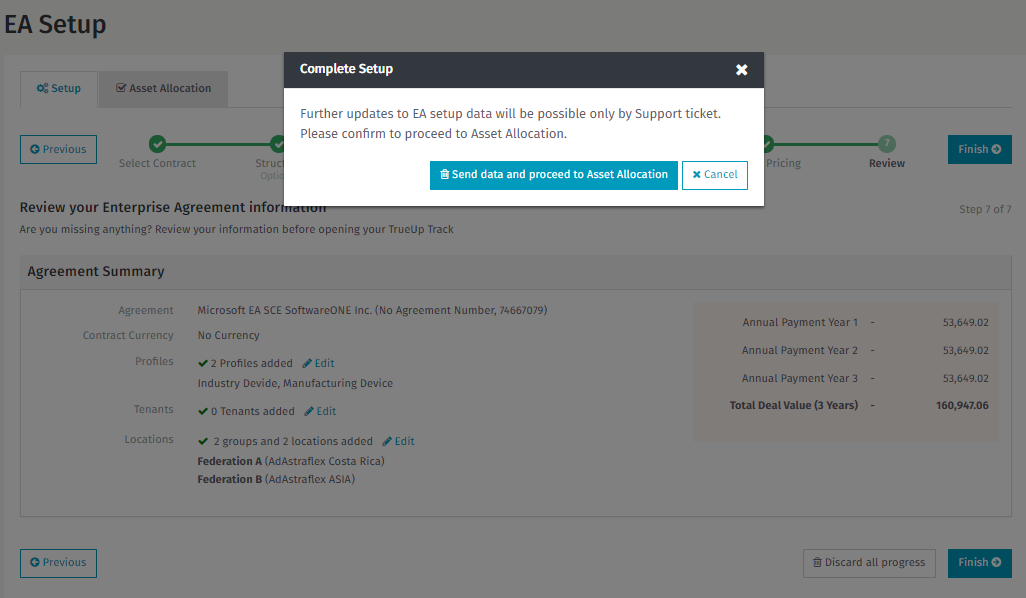 EA Setup
Setup
Asset Allocation
Complete Setup
Further updates to EA setup data will be possible only by Support ticket.
Please confirm to proceed to Asset Allocation.
Send data and proceed to Asset Allocation
Cancel
Previous
Select Contract
Struct
Optio
Pricing
7
Review
Finish
Review your Enterprise Agreement information
Step 7 of 7
Are you missing anything? Review your information before opening your TrueUp Track
Agreement Summary
Agreement Microsoft EA SCE SoftwareONE Inc. (No Agreement Number, 74667079)
Contract Currency No Currency
Profiles 2 Profiles added Edit
Industry Devide, Manufacturing Device
Tenants 0 Tenants added Edit
Locations 2 groups and 2 locations added Edit
Federation A (AdAstraflex Costa Rica)
Federation B (AdAstraflex ASIA)
Annual Payment Year 1 - 53,649.02
Annual Payment Year 2 - 53,649.02
Annual Payment Year 3 - 53,649.02
Total Deal Value (3 Years) - 160,947.06
Previous
Discard all progress
Finish